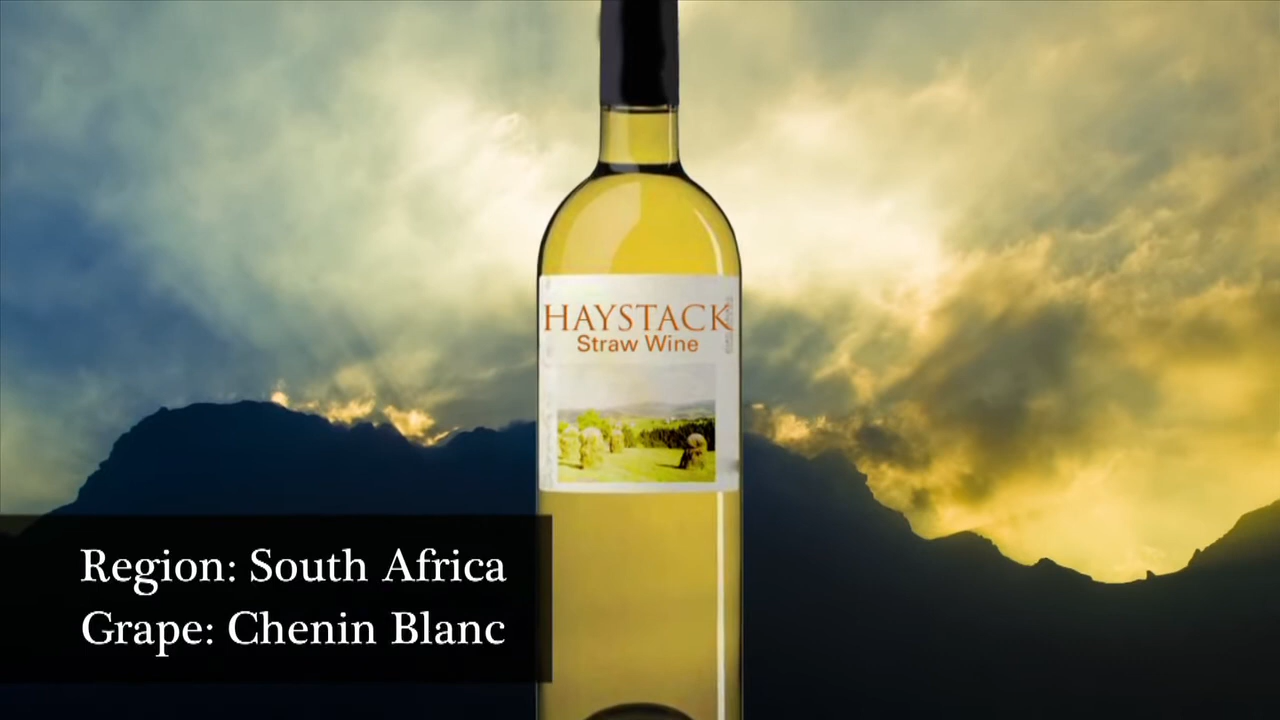 HAYSTACK
Straw Wine
Region: South Africa
Grape: Chenin Blanc